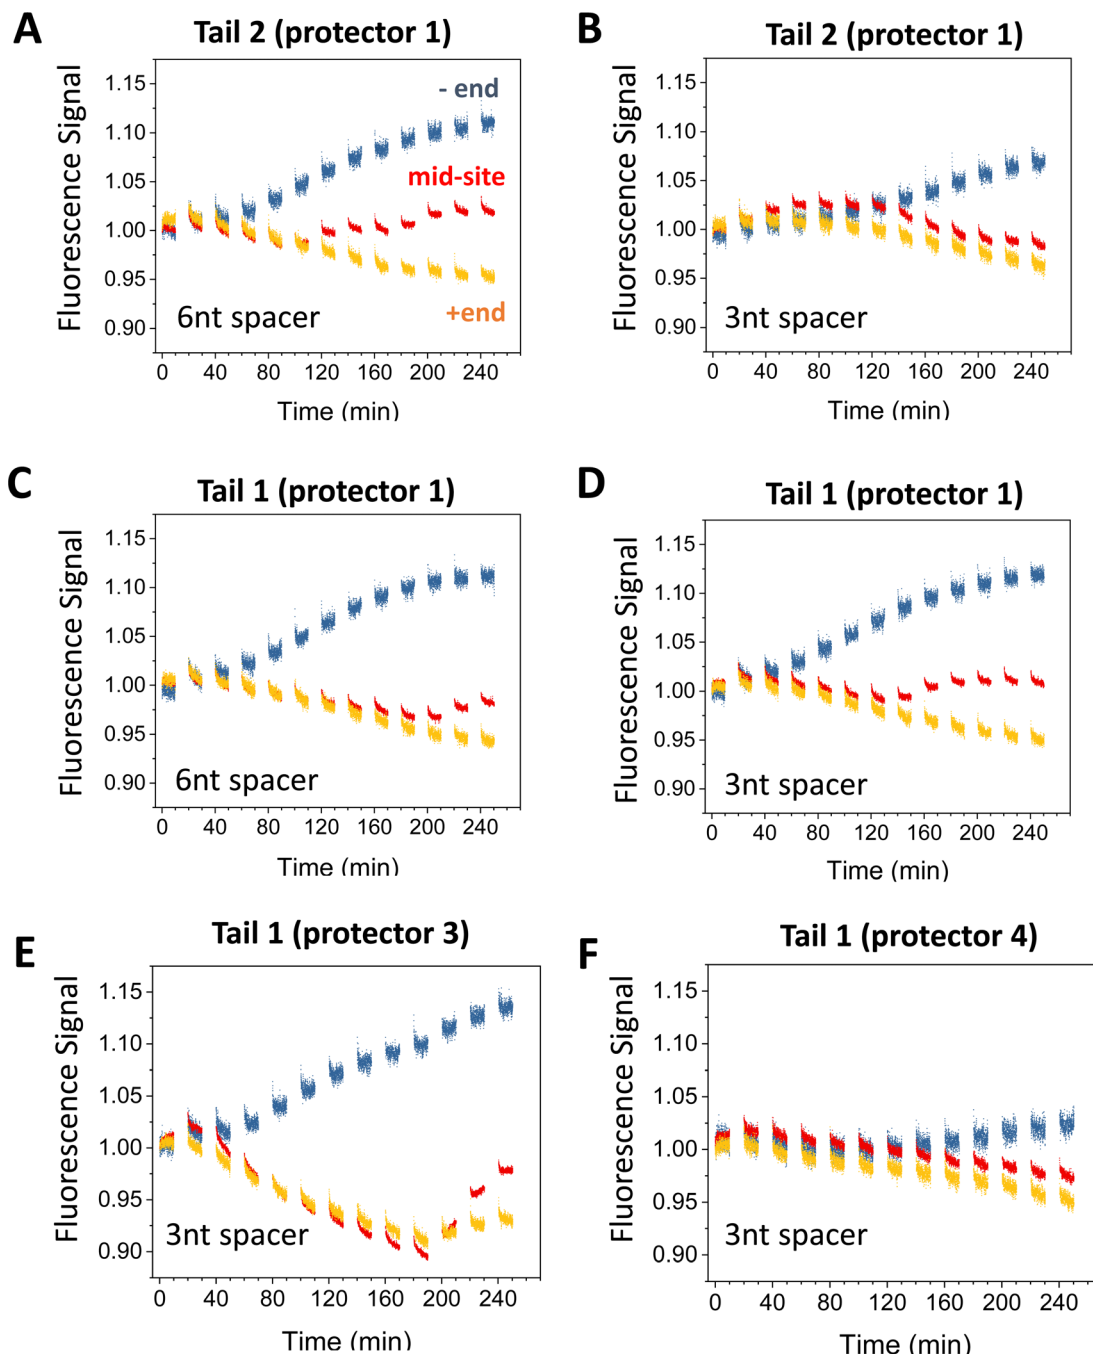 A
Tail 2 (protector 1)
Fluorescence Signal
1.15
1.10
1.05
1.00
0.95
0.90
- end
mid-site
+end
6nt spacer
0 40 80 120 160 200 240
Time (min)
B
Tail 2 (protector 1)
Fluorescence Signal
1.15
1.10
1.05
1.00
0.95
0.90
3nt spacer
0 40 80 120 160 200 240
Time (min)
C
Tail 1 (protector 1)
Fluorescence Signal
1.15
1.10
1.05
1.00
0.95
0.90
6nt spacer
0 40 80 120 160 200 240
Time (min)
D
Tail 1 (protector 1)
Fluorescence Signal
1.15
1.10
1.05
1.00
0.95
0.90
3nt spacer
0 40 80 120 160 200 240
Time (min)
E
Tail 1 (protector 3)
Fluorescence Signal
1.15
1.10
1.05
1.00
0.95
0.90
3nt spacer
0 40 80 120 160 200 240
Time (min)
F
Tail 1 (protector 4)
Fluorescence Signal
1.15
1.10
1.05
1.00
0.95
0.90
3nt spacer
0 40 80 120 160 200 240
Time (min)